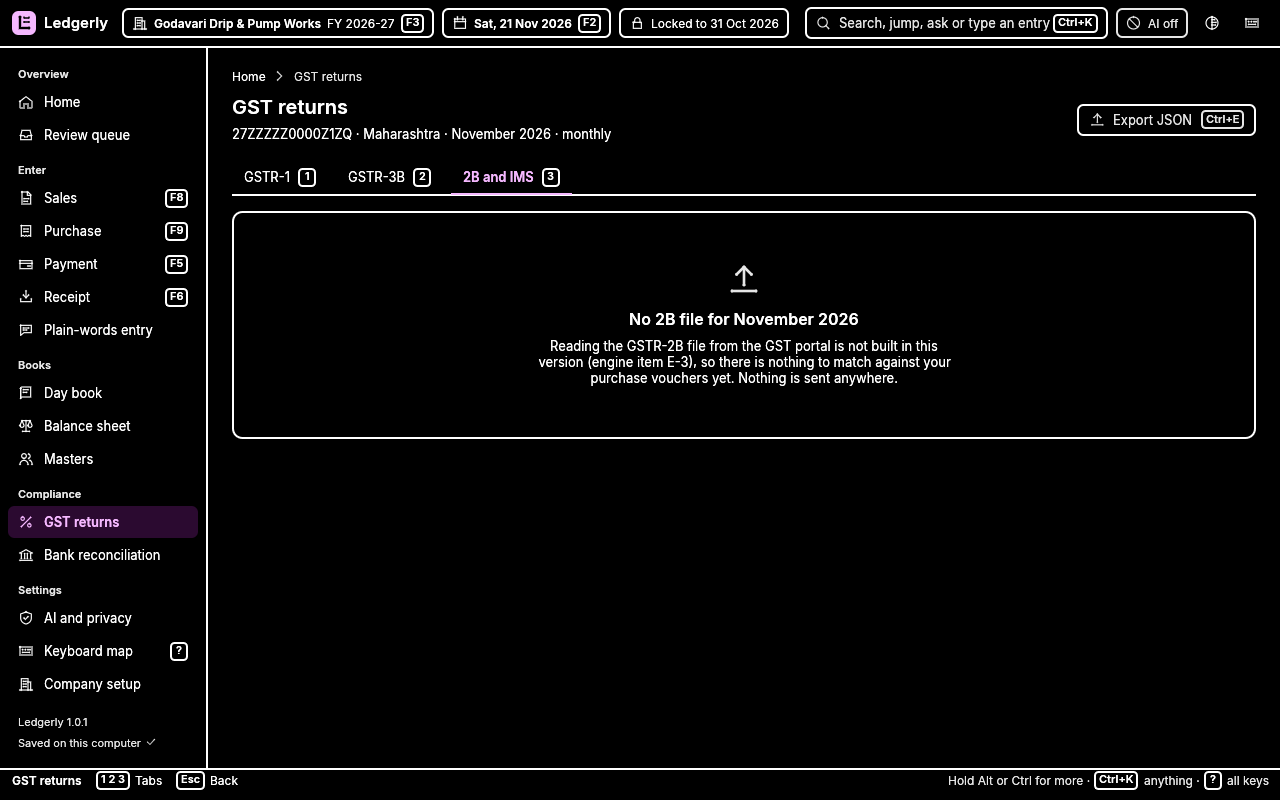 Ledgerly
Godavari Drip & Pump Works FY 2026-27 F3
Sat, 21 Nov 2026 F2
Locked to 31 Oct 2026
Search, jump, ask or type an entry Ctrl+K
AI off
Overview
Home
Review queue
Enter
Sales F8
Purchase F9
Payment F5
Receipt F6
Plain-words entry
Books
Day book
Balance sheet
Masters
Compliance
GST returns
Bank reconciliation
Settings
AI and privacy
Keyboard map ?
Company setup
Ledgerly 1.0.1
Saved on this computer
Home > GST returns
GST returns
27ZZZZZ0000Z1ZQ · Maharashtra · November 2026 · monthly
Export JSON Ctrl+E
GSTR-1 1
GSTR-3B 2
2B and IMS 3
No 2B file for November 2026
Reading the GSTR-2B file from the GST portal is not built in this
version (engine item E-3), so there is nothing to match against your
purchase vouchers yet. Nothing is sent anywhere.
GST returns 1 2 3 Tabs Esc Back
Hold Alt or Ctrl for more · Ctrl+K anything · ? all keys